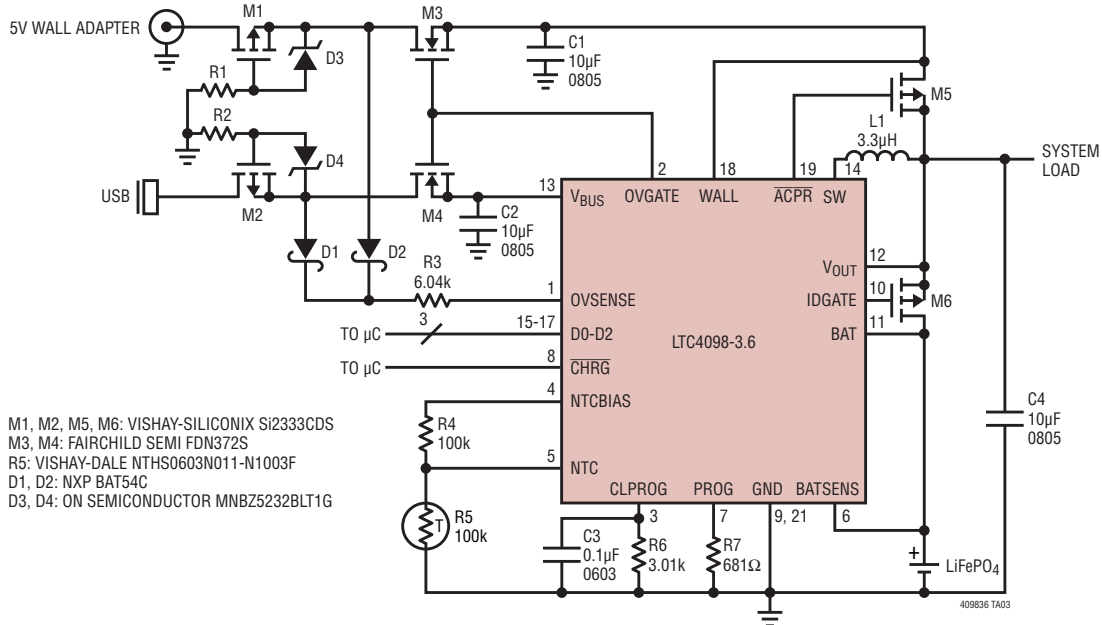 M1
M3
5V WALL ADAPTER
D3
C1
10µF
0805
R1
M5
R2
L1
3.3µH
D4
SYSTEM
LOAD
2
18
19
14
USB
M2
M4
13
VBUS
OVGATE
WALL
ACPR
SW
C2
10µF
0805
D1
D2
VOUT
12
R3
6.04k
IDGATE
10
M6
1
OVSENSE
BAT
11
TO µC
3
15-17
D0-D2
LTC4098-3.6
TO µC
8
CHRG
4
NTCBIAS
C4
10µF
0805
M1, M2, M5, M6: VISHAY-SILICONIX Si2333CDS
M3, M4: FAIRCHILD SEMI FDN372S
R5: VISHAY-DALE NTHS0603N011-N1003F
D1, D2: NXP BAT54C
D3, D4: ON SEMICONDUCTOR MNBZ5232BLT1G
R4
100k
5
NTC
CLPROG
PROG
GND
BATSENS
3
7
9, 21
6
T
R5
100k
C3
0.1µF
0603
R6
3.01k
R7
681Ω
+
LiFePO4
409836 TA03